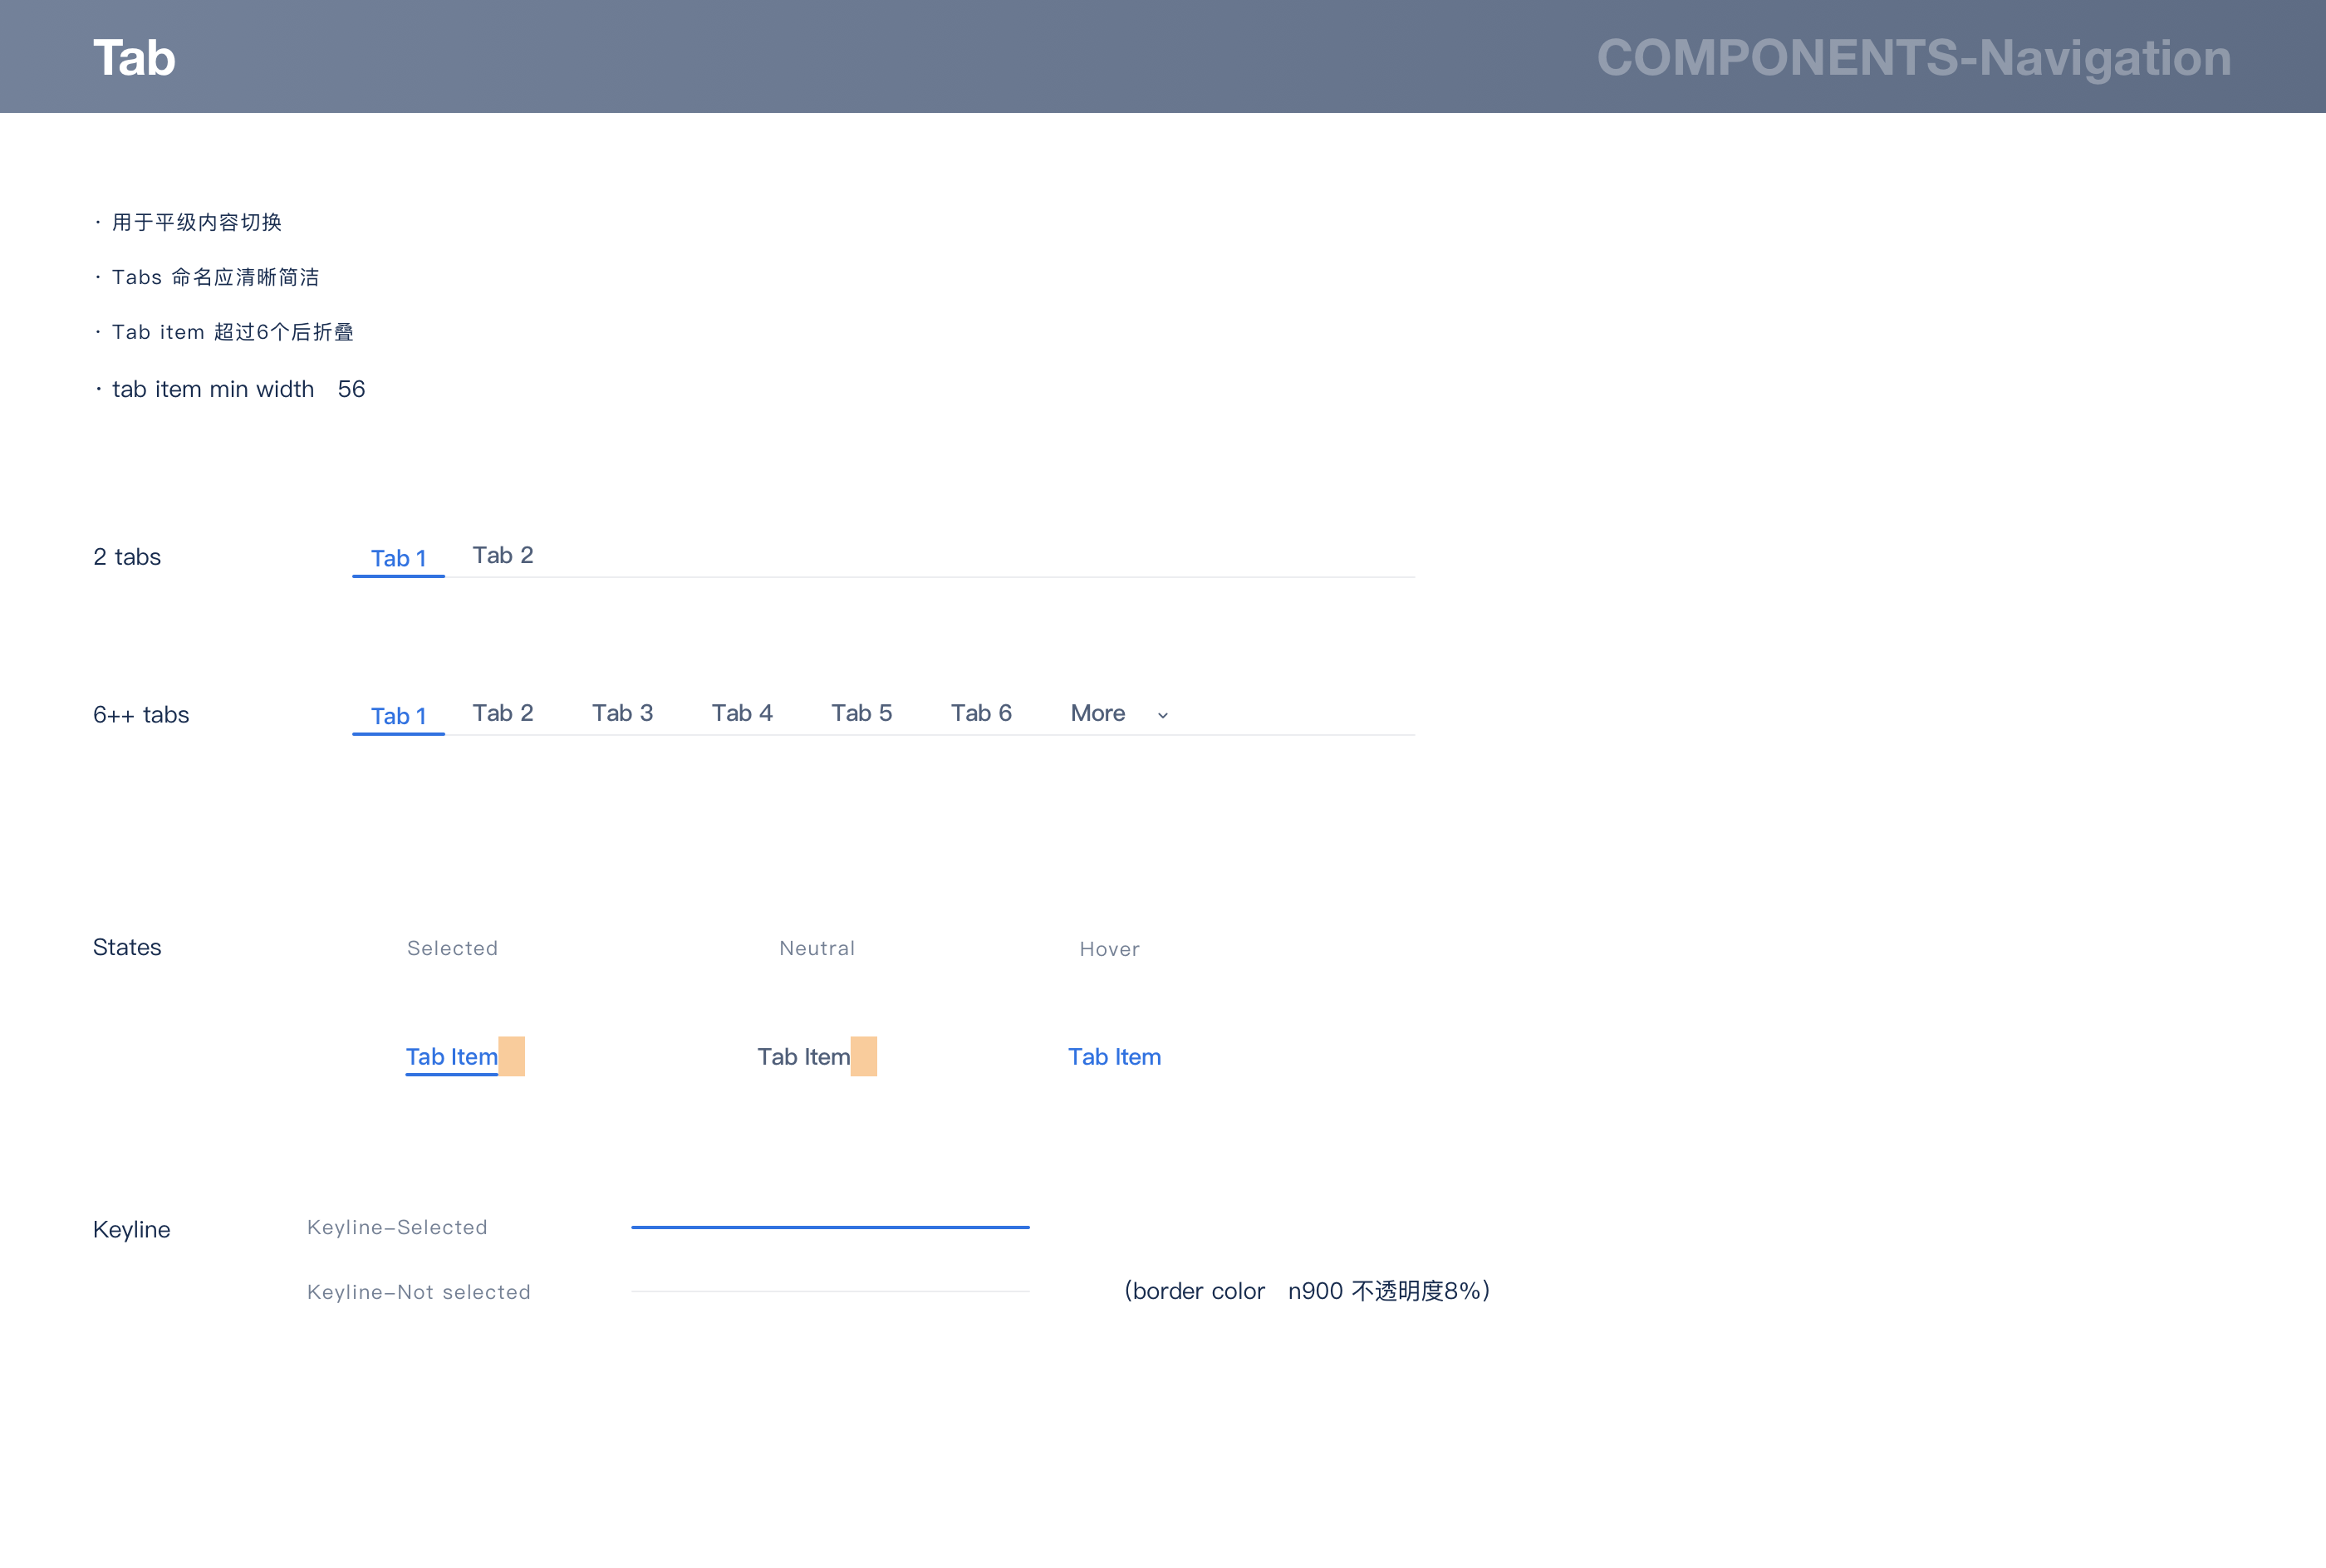 Tab
COMPONENTS-Navigation
· 用于平级内容切换
· Tabs 命名应清晰简洁
· Tab item 超过6个后折叠
· tab item min width 56
2 tabs
Tab 1 Tab 2
6++ tabs
Tab 1 Tab 2 Tab 3 Tab 4 Tab 5 Tab 6 More
States Selected Neutral Hover
Tab Item Tab Item Tab Item
Keyline Keyline–Selected
Keyline–Not selected (border color n900 不透明度8%)